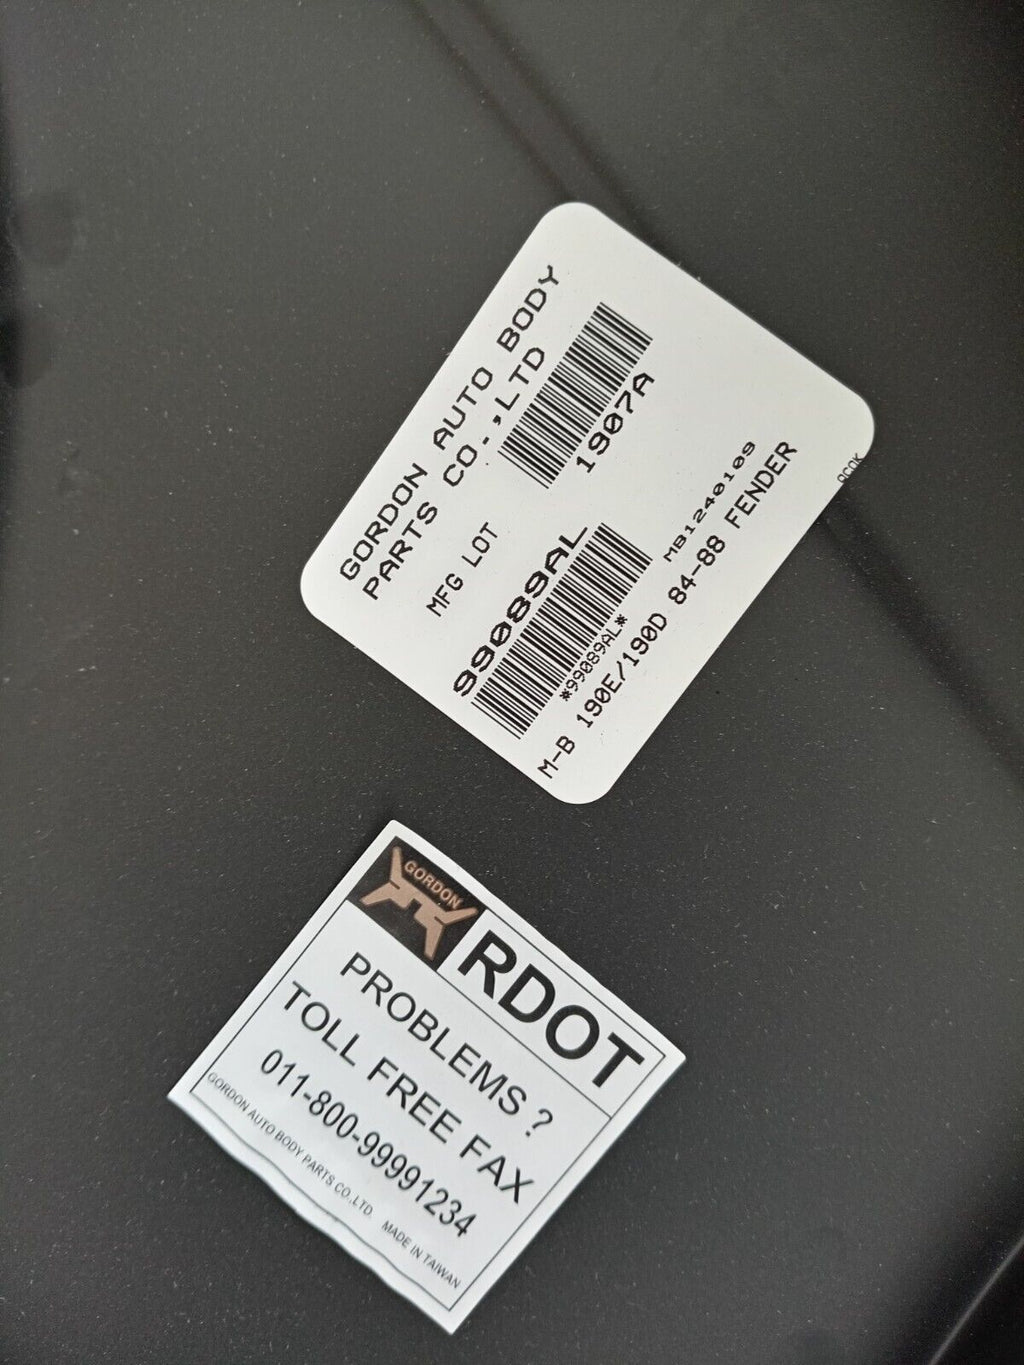 GORDON AUTO BODY
PARTS CO.,LTD
MFG LOT
1907A
99089AL
*99089AL*
MB1240109
M-B 190E/190D 84-88 FENDER
GORDON
RDOT
PROBLEMS ?
TOLL FREE FAX
011-800-99991234
GORDON AUTO BODY PARTS CO.,LTD. MADE IN TAIWAN